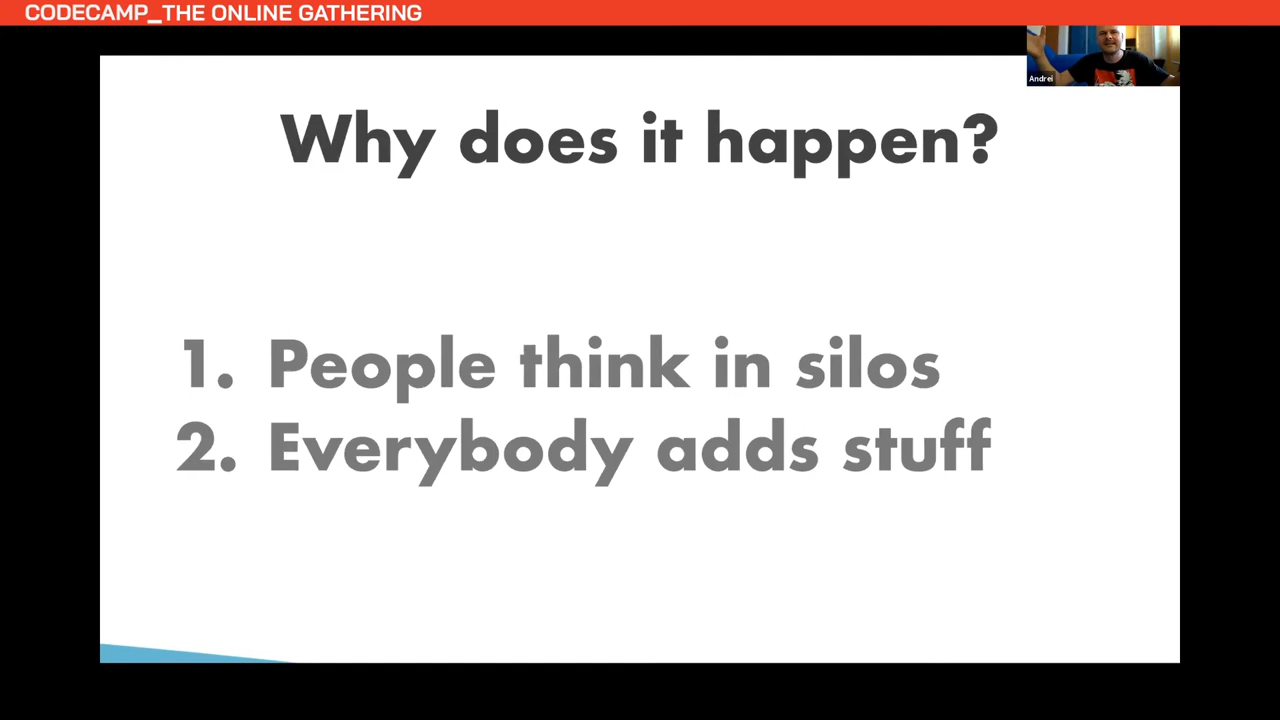 CODECAMP_THE ONLINE GATHERING
Andrei
Why does it happen?
1. People think in silos
2. Everybody adds stuff